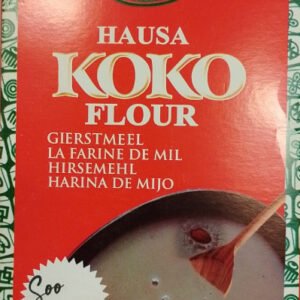 HAUSA
KOKO
FLOUR
GIERSTMEEL
LA FARINE DE MIL
HIRSEMEHL
HARINA DE MIJO
Soo